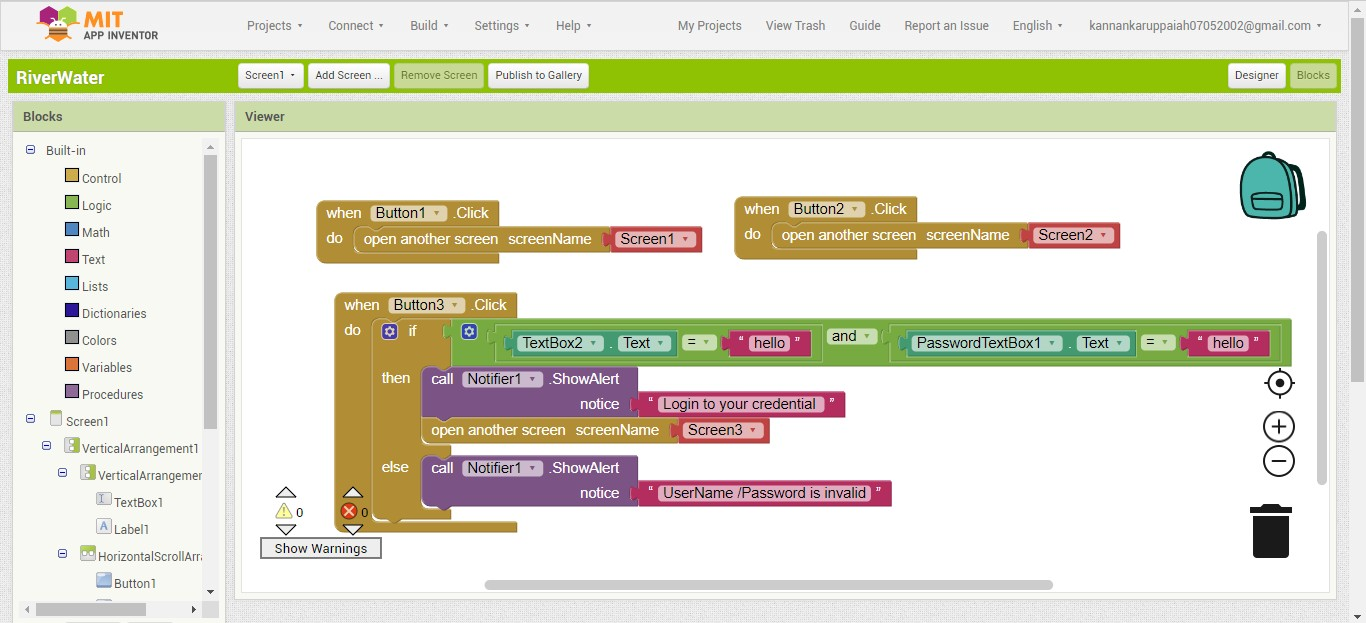 MIT
APP INVENTOR
Projects Connect Build Settings Help My Projects View Trash Guide Report an Issue English kannankaruppaiah07052002@gmail.com
RiverWater Screen1 Add Screen ... Remove Screen Publish to Gallery Designer Blocks
Blocks
Viewer
Built-in
Control
Logic
Math
Text
Lists
Dictionaries
Colors
Variables
Procedures
Screen1
VerticalArrangement1
VerticalArrangemer
TextBox1
Label1
HorizontalScrollArra
Button1
when Button1 .Click
do open another screen screenName Screen1
when Button2 .Click
do open another screen screenName Screen2
when Button3 .Click
do if TextBox2 . Text = “ hello ” and PasswordTextBox1 . Text = “ hello ”
then call Notifier1 .ShowAlert
notice “ Login to your credential ”
open another screen screenName Screen3
else call Notifier1 .ShowAlert
notice “ UserName /Password is invalid ”
0 0
Show Warnings